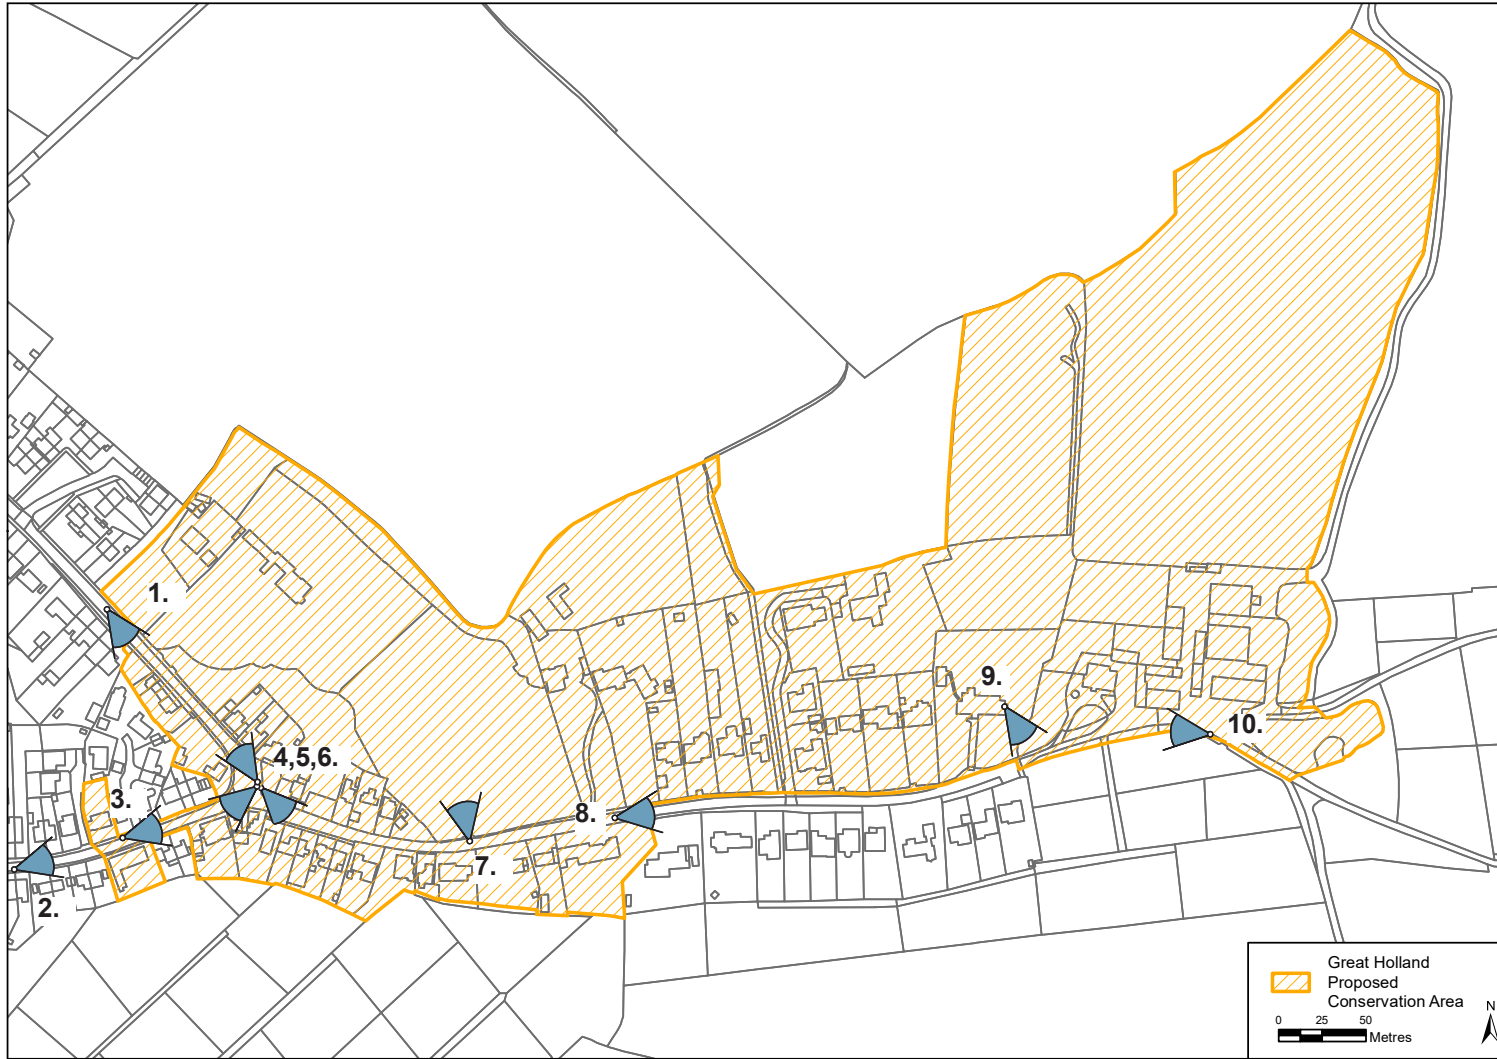 1.
9.
10.
4,5,6.
3.
8.
7.
2.
Great Holland
Proposed
Conservation Area
0 25 50
Metres
N